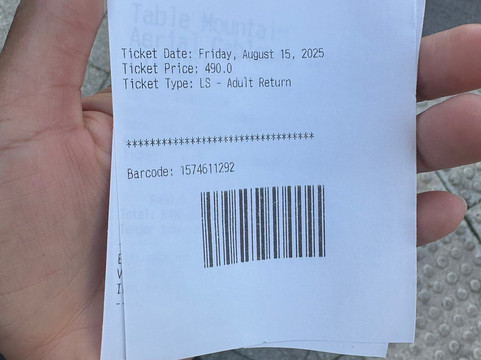 Table Mountain
Aerial
Ticket Date: Friday, August 15, 2025
Ticket Price: 490.0
Ticket Type: LS - Adult Return
********************************
Barcode: 1574611292